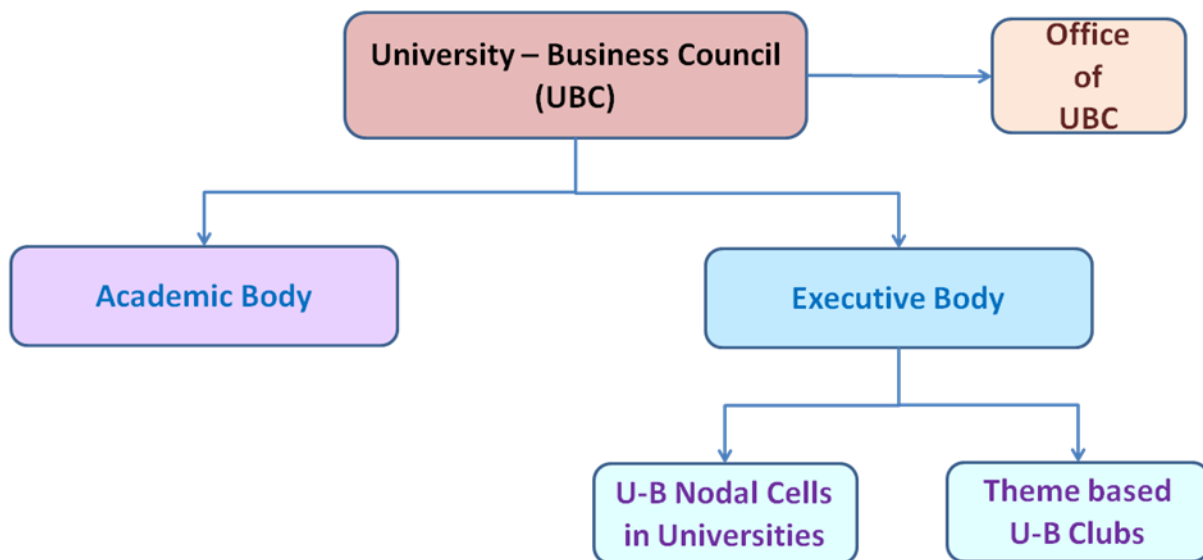 University – Business Council
(UBC)
Office
of
UBC
Academic Body
Executive Body
U-B Nodal Cells
in Universities
Theme based
U-B Clubs